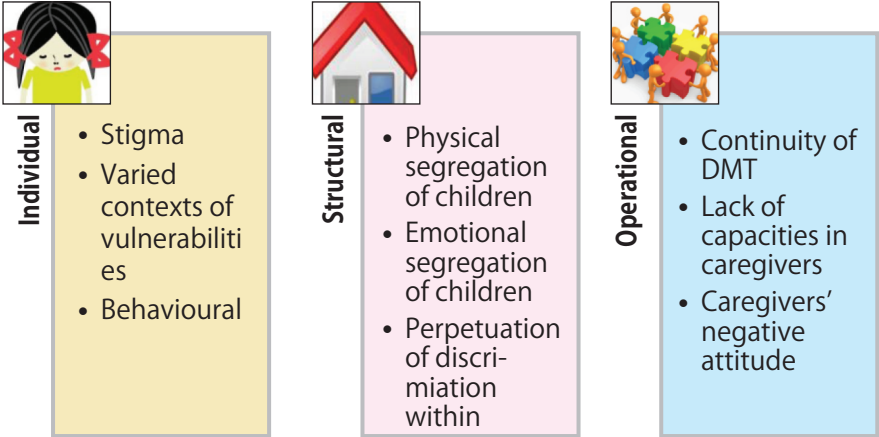 Individual
• Stigma
• Varied
contexts of
vulnerabiliti
es
• Behavioural
Structural
• Physical
segregation
of children
• Emotional
segregation
of children
• Perpetuation
of discri-
miation
within
Operational
• Continuity of
DMT
• Lack of
capacities in
caregivers
• Caregivers’
negative
attitude